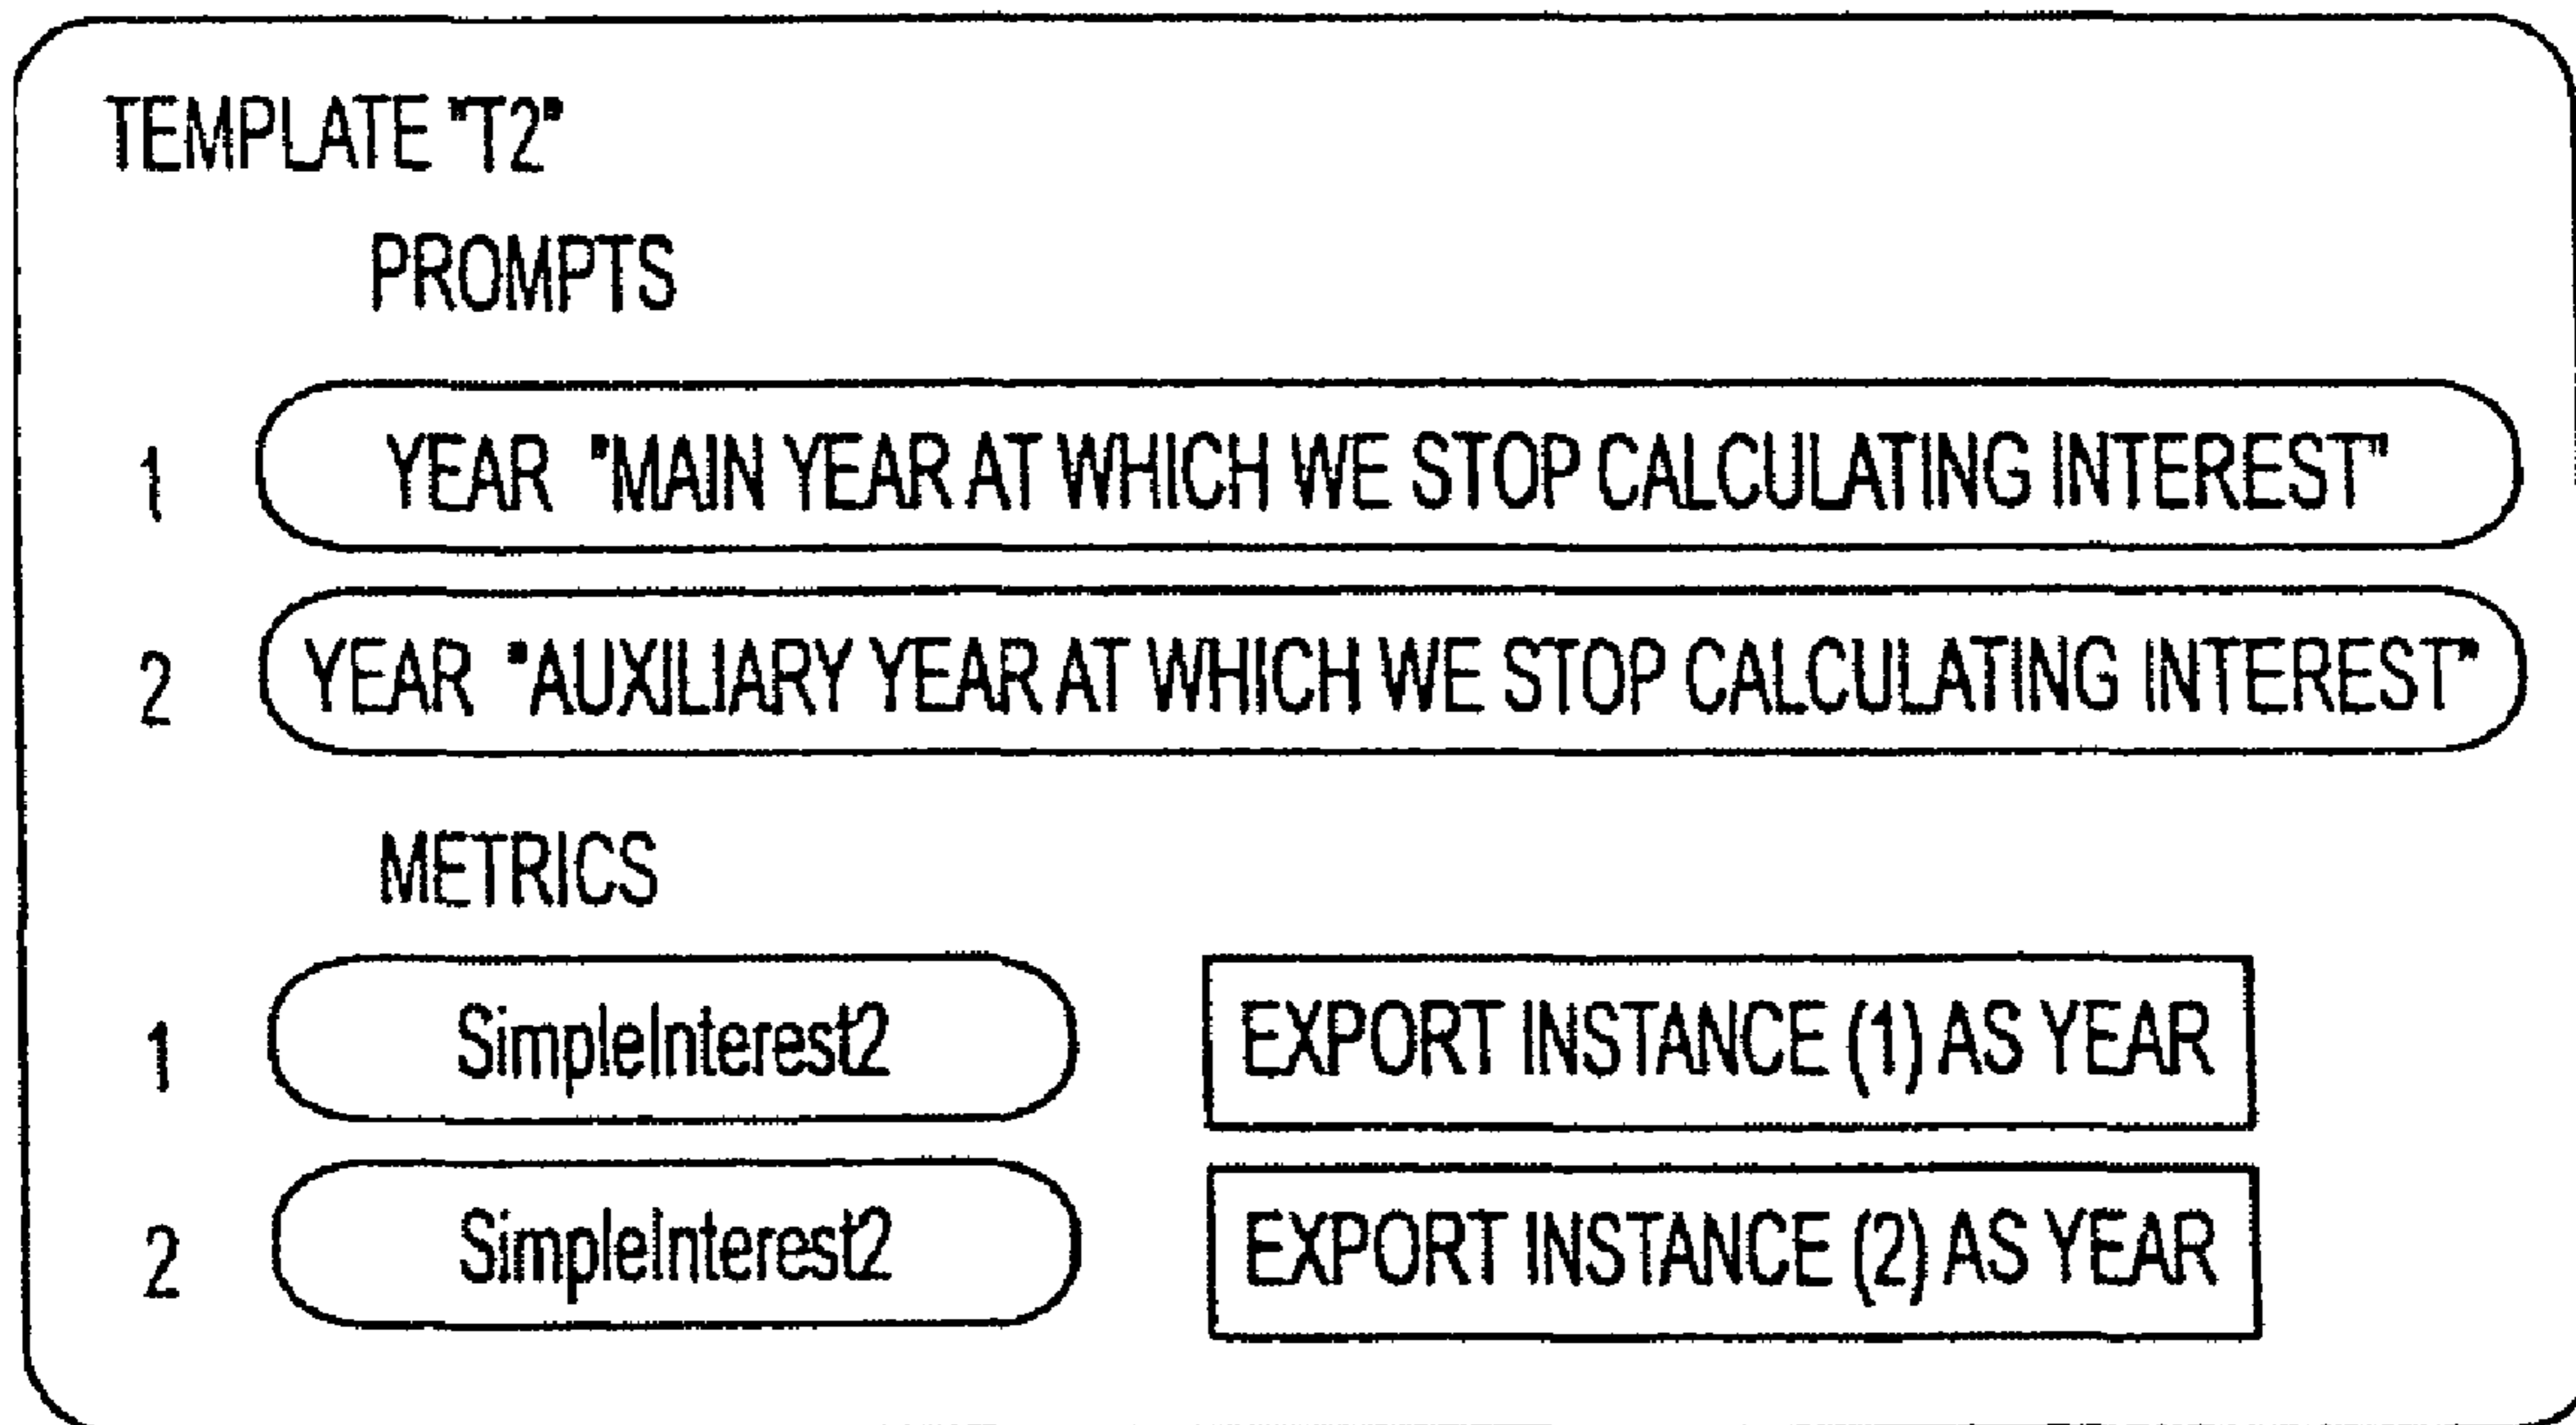 TEMPLATE "T2"
PROMPTS
1 YEAR "MAIN YEAR AT WHICH WE STOP CALCULATING INTEREST"
2 YEAR "AUXILIARY YEAR AT WHICH WE STOP CALCULATING INTEREST"
METRICS
1 SimpleInterest2 EXPORT INSTANCE (1) AS YEAR
2 SimpleInterest2 EXPORT INSTANCE (2) AS YEAR